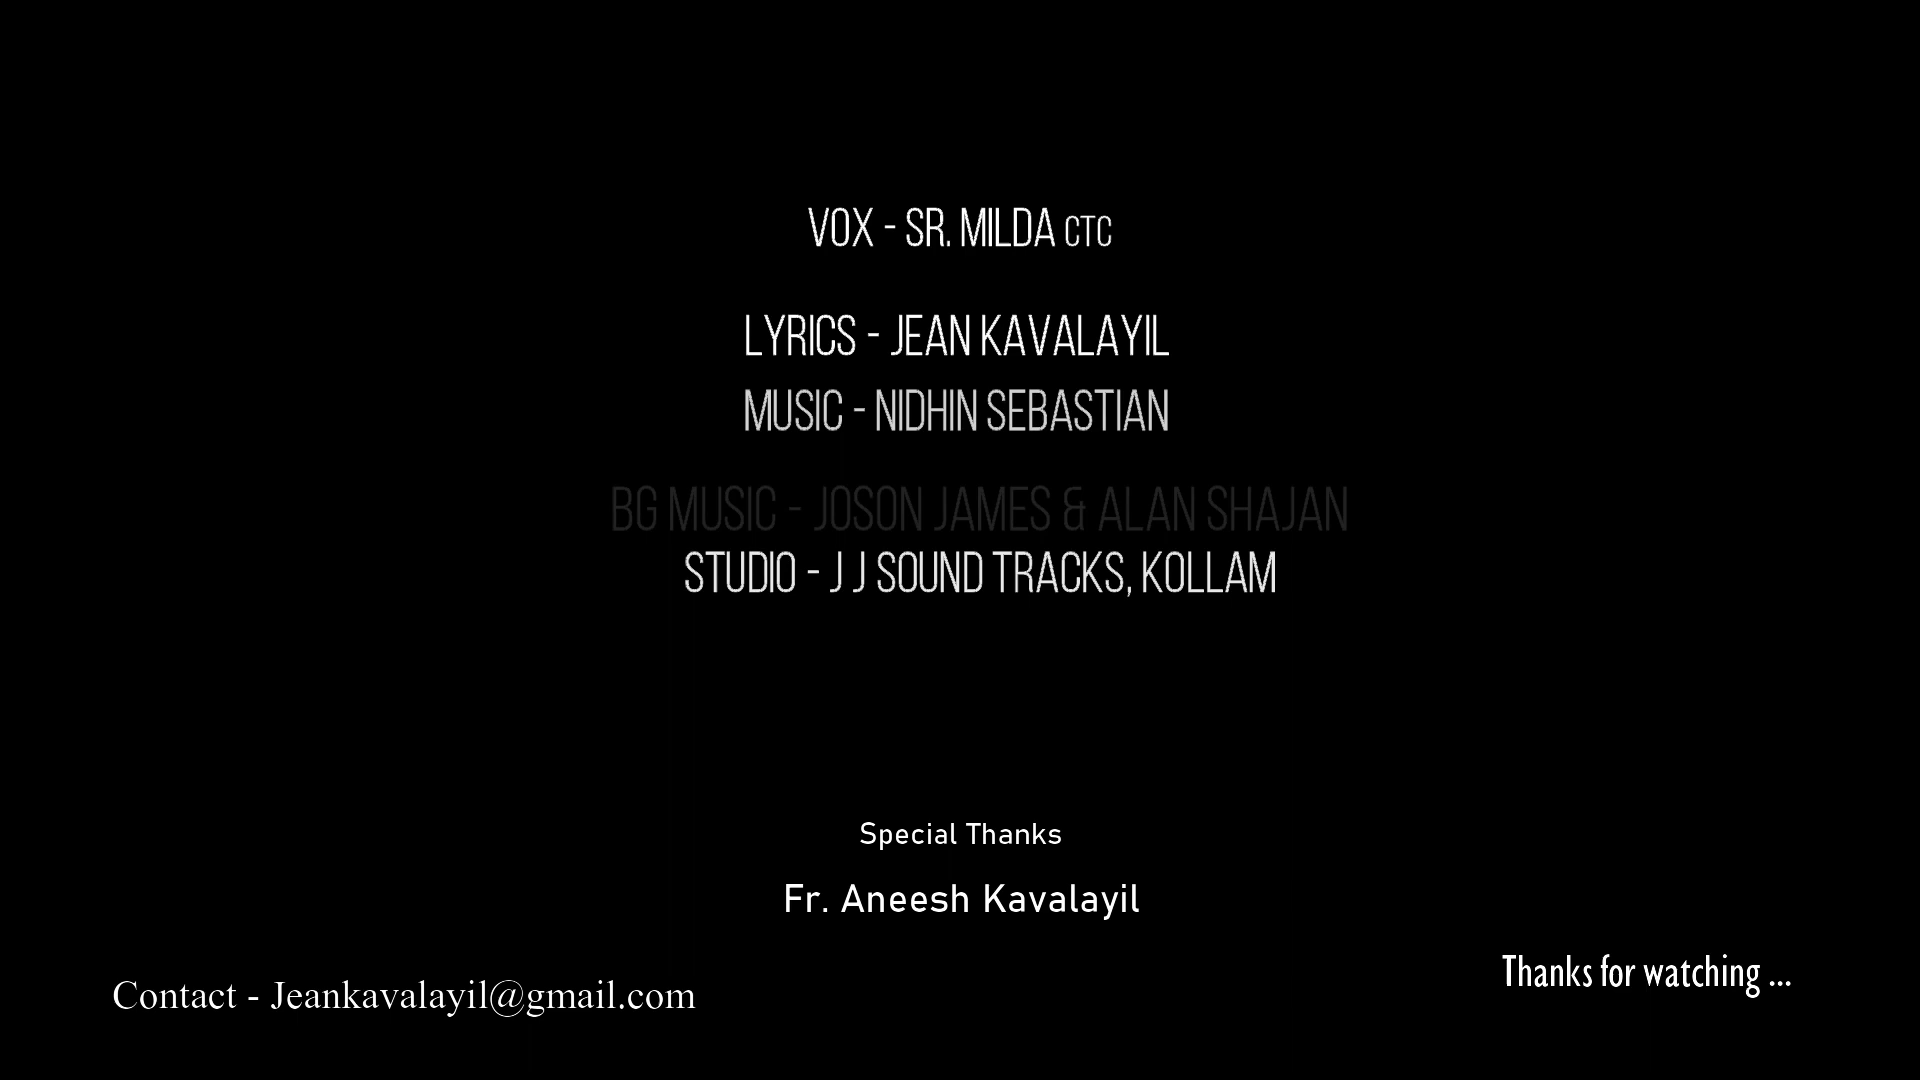 VOX - SR. MILDA CTC
LYRICS - JEAN KAVALAYIL
MUSIC - NIDHIN SEBASTIAN
BG MUSIC - JOSON JAMES & ALAN SHAJAN
STUDIO - J J SOUND TRACKS, KOLLAM
Special Thanks
Fr. Aneesh Kavalayil
Thanks for watching ...
Contact - Jeankavalayil@gmail.com